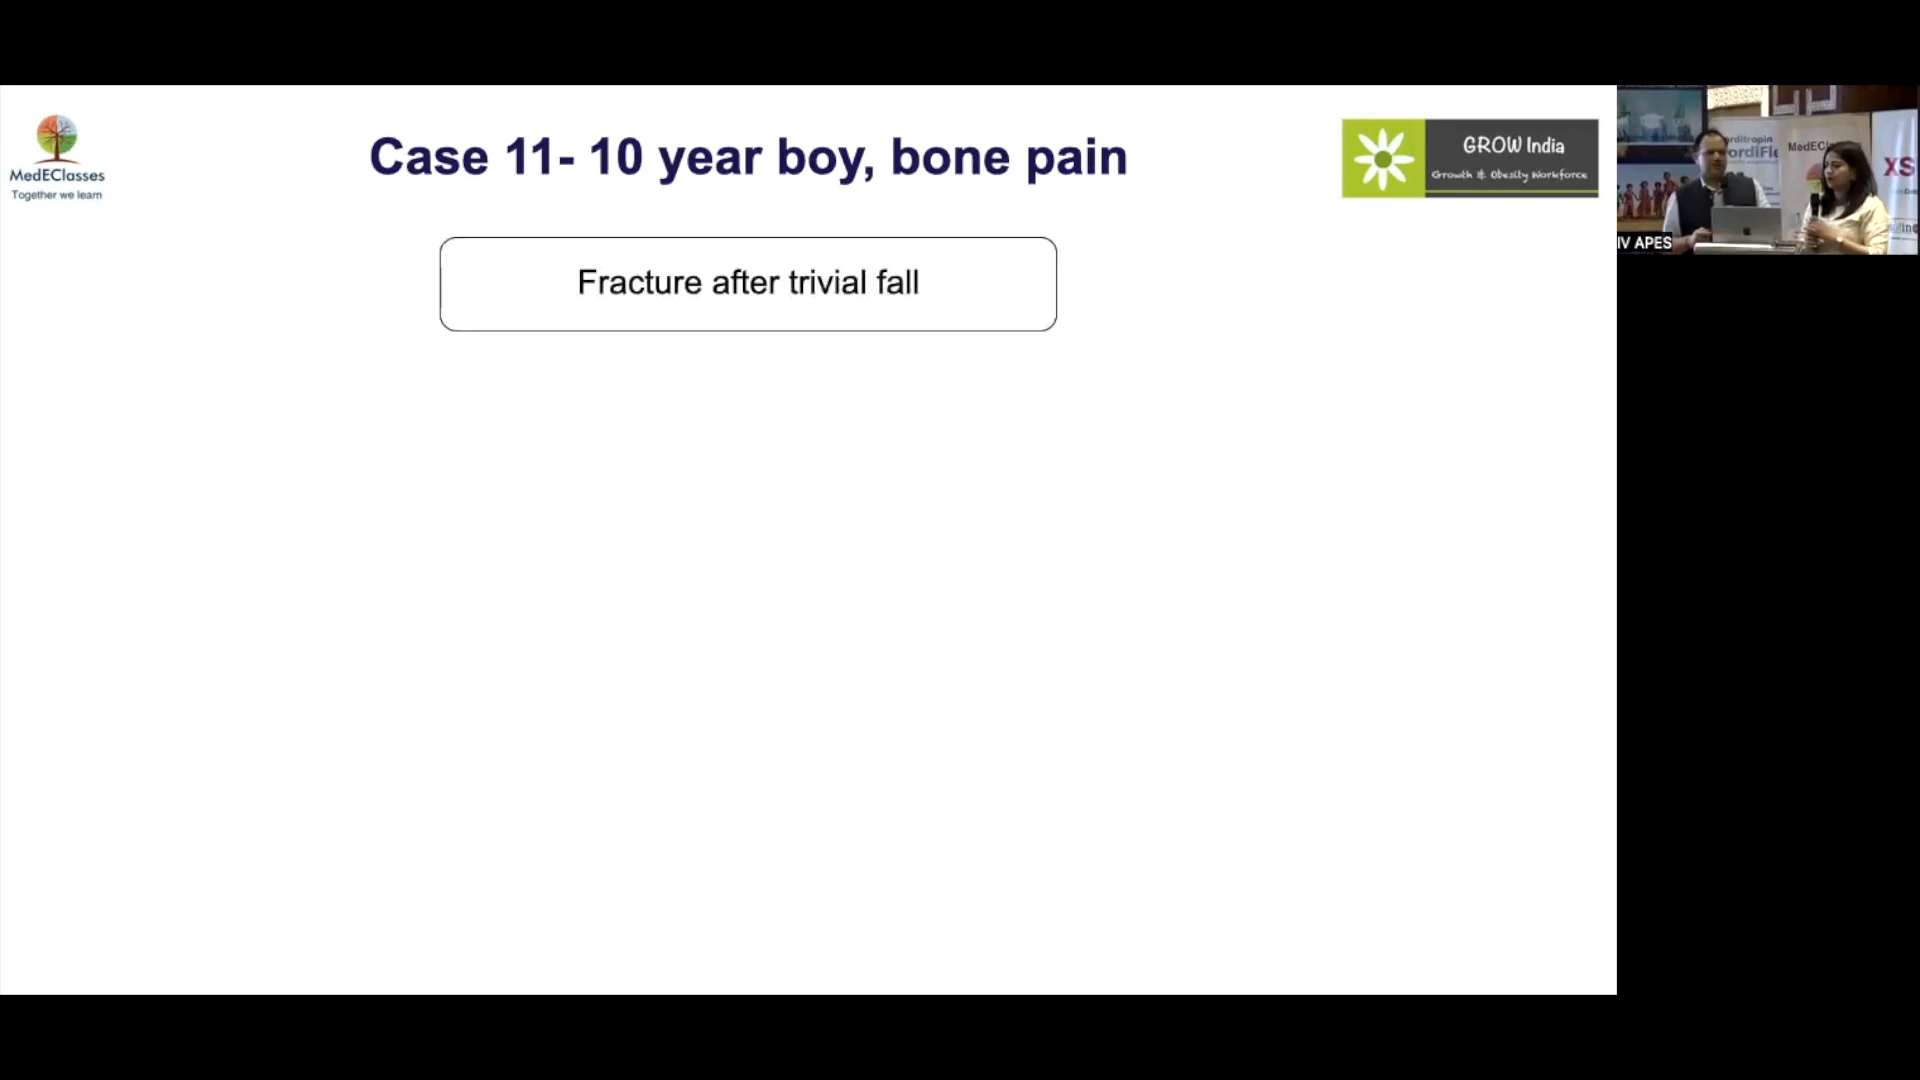 MedEClasses
Together we learn
Case 11- 10 year boy, bone pain
GROW India
Growth & Obesity Workforce
Fracture after trivial fall
MedECl
XS
IV APES